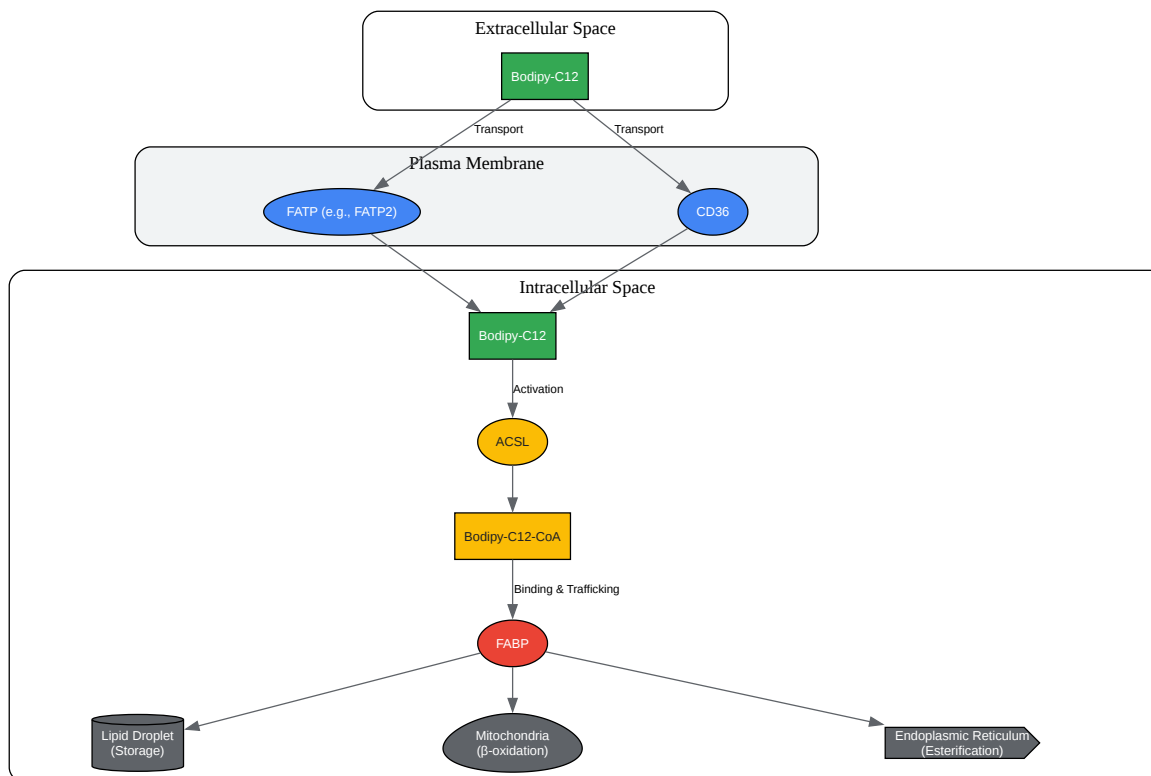 Extracellular Space
Bodipy-C12
Transport
Transport
Plasma Membrane
FATP (e.g., FATP2)
CD36
Intracellular Space
Bodipy-C12
Activation
ACSL
Bodipy-C12-CoA
Binding & Trafficking
FABP
Lipid Droplet
(Storage)
Mitochondria
(β-oxidation)
Endoplasmic Reticulum
(Esterification)